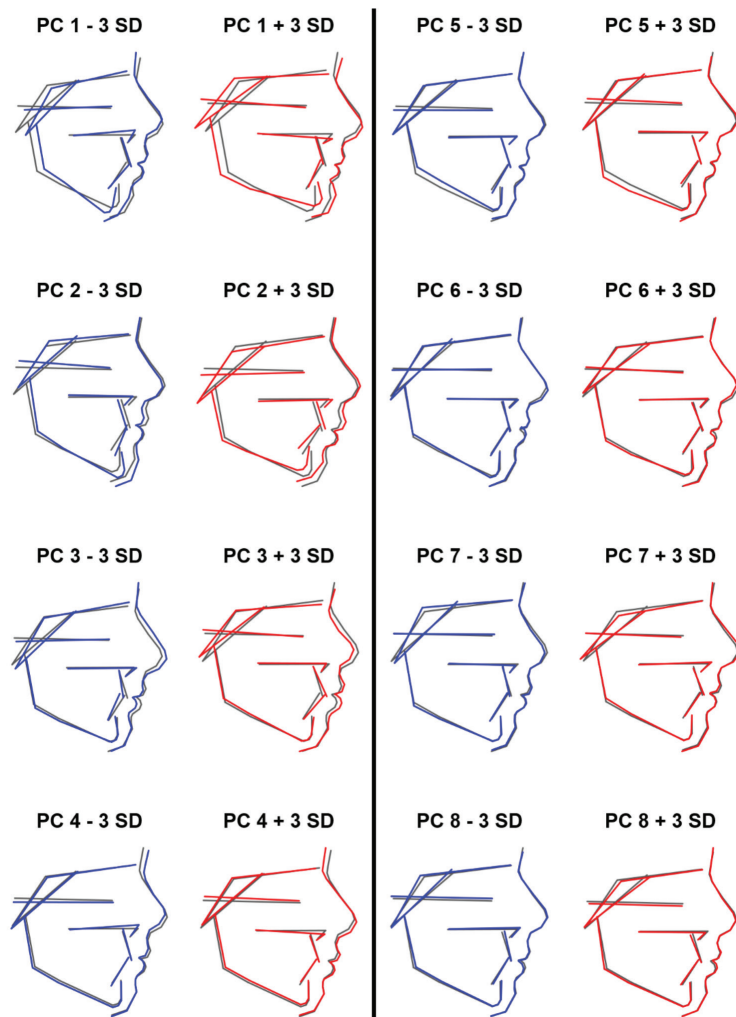 PC 1 - 3 SD PC 1 + 3 SD PC 5 - 3 SD PC 5 + 3 SD
PC 2 - 3 SD PC 2 + 3 SD PC 6 - 3 SD PC 6 + 3 SD
PC 3 - 3 SD PC 3 + 3 SD PC 7 - 3 SD PC 7 + 3 SD
PC 4 - 3 SD PC 4 + 3 SD PC 8 - 3 SD PC 8 + 3 SD